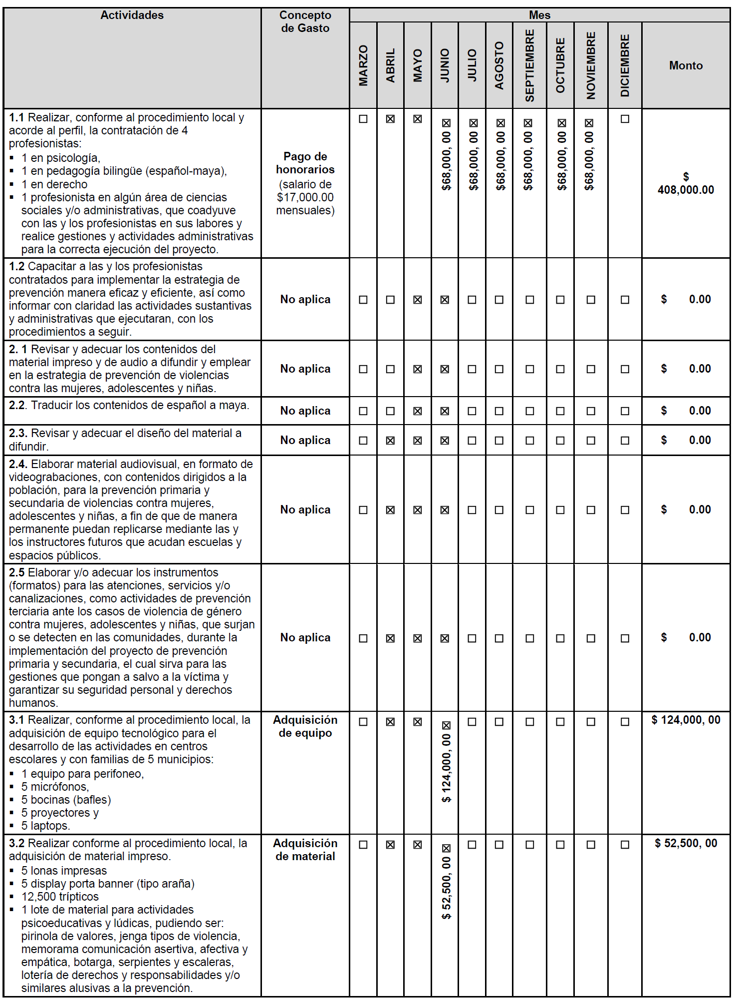 Actividades
Concepto
de Gasto
Mes
MARZO
ABRIL
MAYO
JUNIO
JULIO
AGOSTO
SEPTIEMBRE
OCTUBRE
NOVIEMBRE
DICIEMBRE
Monto
1.1 Realizar, conforme al procedimiento local y
acorde al perfil, la contratación de 4
profesionistas:
▪ 1 en psicología,
▪ 1 en pedagogía bilingüe (español-maya),
▪ 1 en derecho
▪ 1 profesionista en algún área de ciencias
sociales y/o administrativas, que coadyuve
con las y los profesionistas en sus labores y
realice gestiones y actividades administrativas
para la correcta ejecución del proyecto.
Pago de
honorarios
(salario de
$17,000.00
mensuales)
☐
☒
☒
$68,000, 00 ☒
$68,000, 00 ☒
$68,000, 00 ☒
$68,000, 00 ☒
$68,000, 00 ☒
$68,000, 00 ☒
☐
$
408,000.00
1.2 Capacitar a las y los profesionistas
contratados para implementar la estrategia de
prevención manera eficaz y eficiente, así como
informar con claridad las actividades sustantivas
y administrativas que ejecutaran, con los
procedimientos a seguir.
No aplica
☐ ☐ ☒ ☒ ☐ ☐ ☐ ☐ ☐ ☐
$ 0.00
2. 1 Revisar y adecuar los contenidos del
material impreso y de audio a difundir y emplear
en la estrategia de prevención de violencias
contra las mujeres, adolescentes y niñas.
No aplica
☐ ☐ ☒ ☒ ☐ ☐ ☐ ☐ ☐ ☐
$ 0.00
2.2. Traducir los contenidos de español a maya.
No aplica
☐ ☐ ☒ ☒ ☐ ☐ ☐ ☐ ☐ ☐
$ 0.00
2.3. Revisar y adecuar el diseño del material a
difundir.
No aplica
☐ ☒ ☒ ☒ ☐ ☐ ☐ ☐ ☐ ☐
$ 0.00
2.4. Elaborar material audiovisual, en formato de
videograbaciones, con contenidos dirigidos a la
población, para la prevención primaria y
secundaria de violencias contra mujeres,
adolescentes y niñas, a fin de que de manera
permanente puedan replicarse mediante las y
los instructores futuros que acudan escuelas y
espacios públicos.
No aplica
☐ ☒ ☒ ☒ ☐ ☐ ☐ ☐ ☐ ☐
$ 0.00
2.5 Elaborar y/o adecuar los instrumentos
(formatos) para las atenciones, servicios y/o
canalizaciones, como actividades de prevención
terciaria ante los casos de violencia de género
contra mujeres, adolescentes y niñas, que surjan
o se detecten en las comunidades, durante la
implementación del proyecto de prevención
primaria y secundaria, el cual sirva para las
gestiones que pongan a salvo a la víctima y
garantizar su seguridad personal y derechos
humanos.
No aplica
☐ ☒ ☒ ☒ ☐ ☐ ☐ ☐ ☐ ☐
$ 0.00
3.1 Realizar, conforme al procedimiento local, la
adquisición de equipo tecnológico para el
desarrollo de las actividades en centros
escolares y con familias de 5 municipios:
▪ 1 equipo para perifoneo,
▪ 5 micrófonos,
▪ 5 bocinas (bafles)
▪ 5 proyectores y
▪ 5 laptops.
Adquisición
de equipo
☐ ☒ ☒
$ 124,000, 00 ☒
☐ ☐ ☐ ☐ ☐ ☐
$ 124,000, 00
3.2 Realizar conforme al procedimiento local, la
adquisición de material impreso.
▪ 5 lonas impresas
▪ 5 display porta banner (tipo araña)
▪ 12,500 trípticos
▪ 1 lote de material para actividades
psicoeducativas y lúdicas, pudiendo ser:
pirinola de valores, jenga tipos de violencia,
memorama comunicación asertiva, afectiva y
empática, botarga, serpientes y escaleras,
lotería de derechos y responsabilidades y/o
similares alusivas a la prevención.
Adquisición
de material
☐ ☒ ☒
$ 52,500, 00 ☒
☐ ☐ ☐ ☐ ☐ ☐
$ 52,500, 00